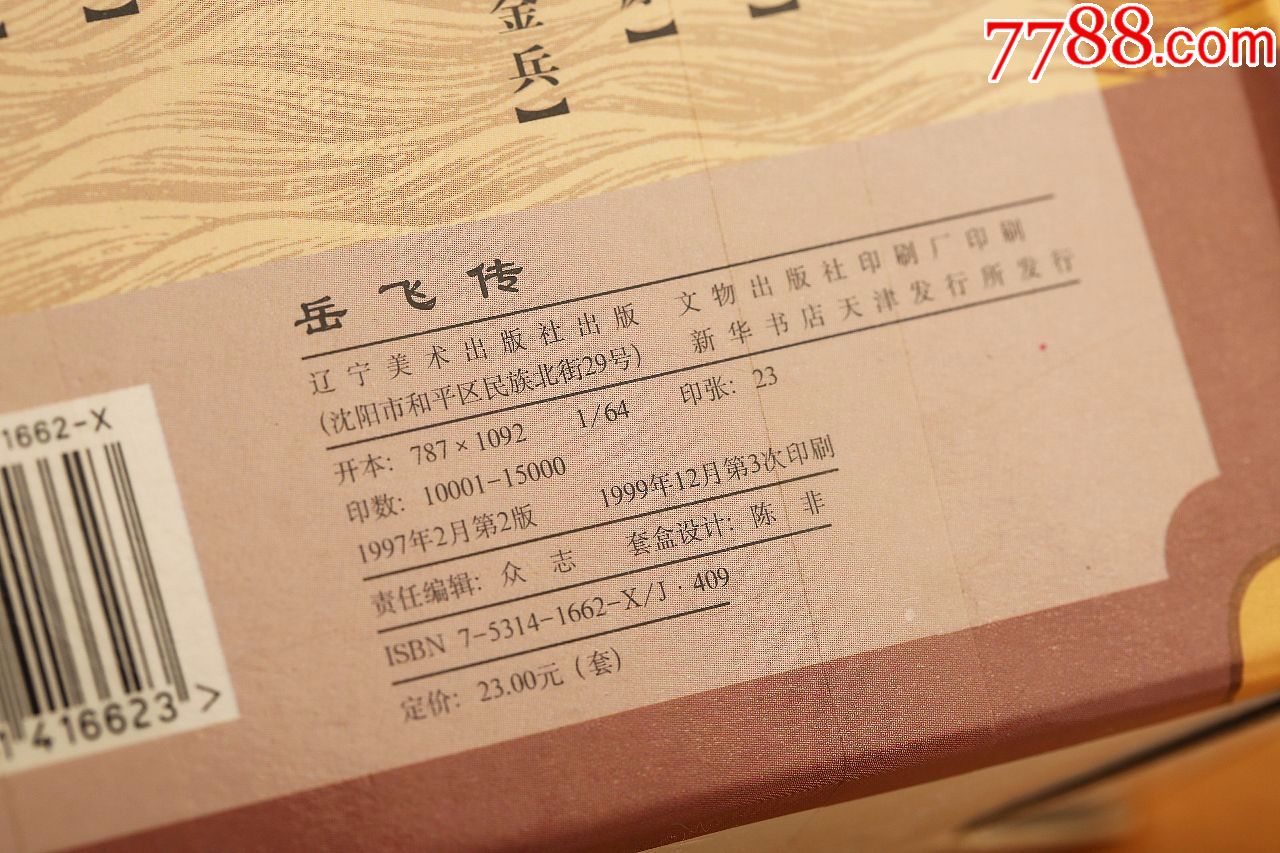 7788.com
金兵】
岳飞传
辽宁美术出版社出版 文物出版社印刷厂印刷
(沈阳市和平区民族北街29号) 新华书店天津发行所发行
开本：787×1092 1/64 印张：23
印数：10001-15000
1997年2月第2版 1999年12月第3次印刷
责任编辑：众 志 套盒设计：陈 非
ISBN 7-5314-1662-X/J·409
定价：23.00元（套）
1662-X
1 416623 >